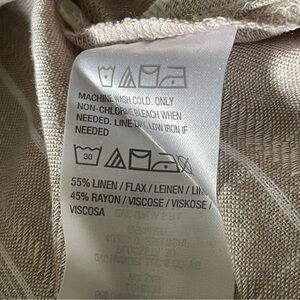 MACHINE WASH COLD. ONLY
NON-CHLORINE BLEACH WHEN
NEEDED. LINE DRY. LOW IRON IF
NEEDED
30
55% LINEN / FLAX / LEINEN /
45% RAYON / VISCOSE / VISKOSE /
VISCOSA